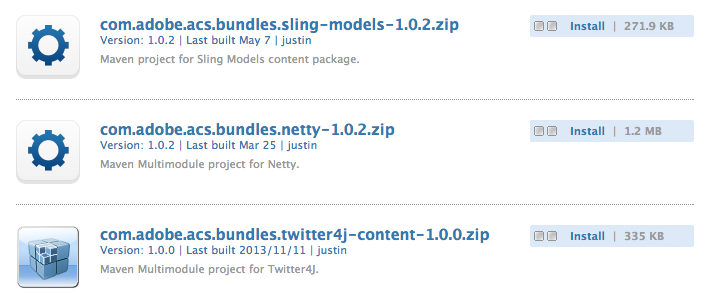 com.adobe.acs.bundles.sling-models-1.0.2.zip
Install | 271.9 KB
Version: 1.0.2 | Last built May 7 | justin
Maven project for Sling Models content package.
com.adobe.acs.bundles.netty-1.0.2.zip
Install | 1.2 MB
Version: 1.0.2 | Last built Mar 25 | justin
Maven Multimodule project for Netty.
com.adobe.acs.bundles.twitter4j-content-1.0.0.zip
Install | 335 KB
Version: 1.0.0 | Last built 2013/11/11 | justin
Maven Multimodule project for Twitter4J.